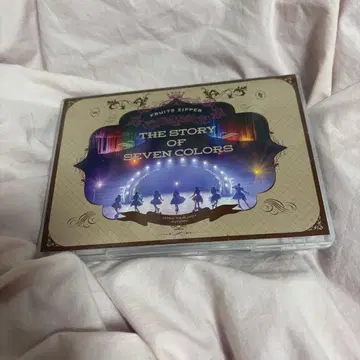 FRUITS ZIPPER
THE STORY
OF
SEVEN COLORS